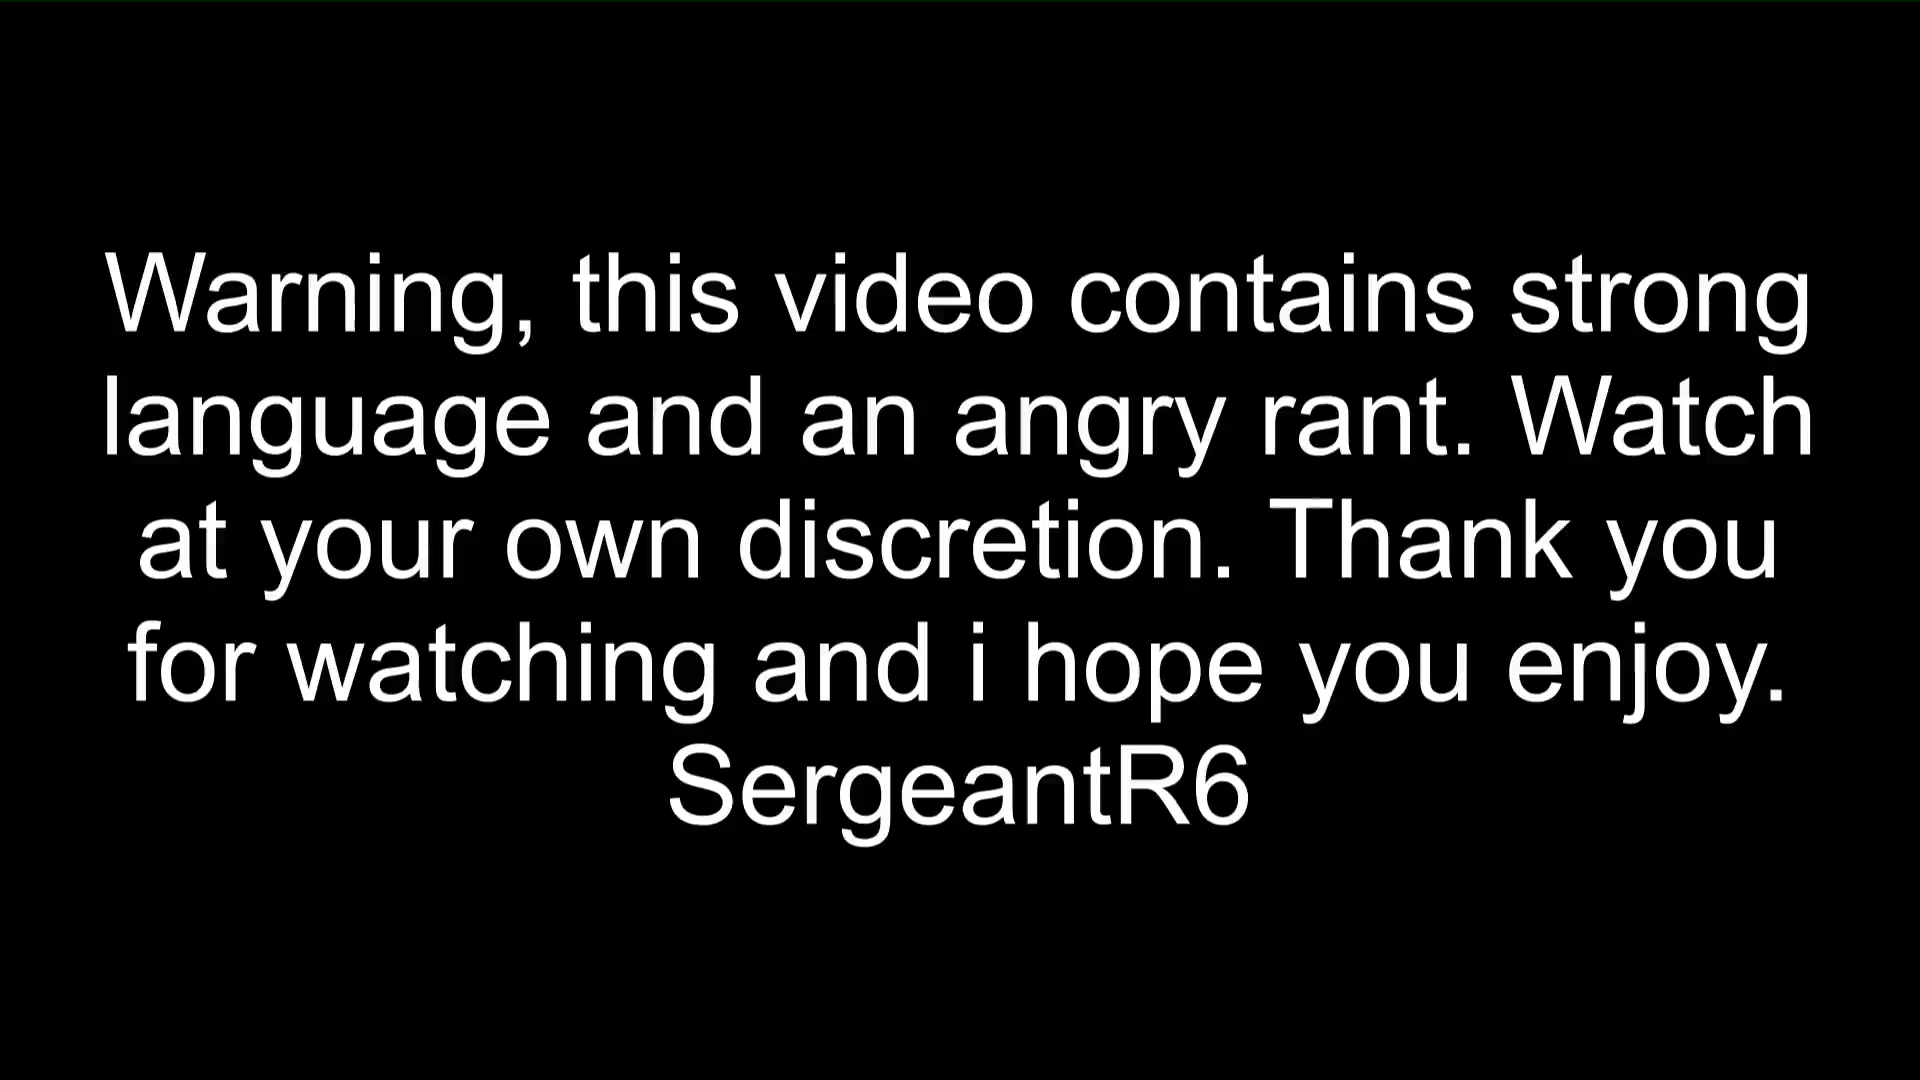 Warning, this video contains strong
language and an angry rant. Watch
at your own discretion. Thank you
for watching and i hope you enjoy.
SergeantR6